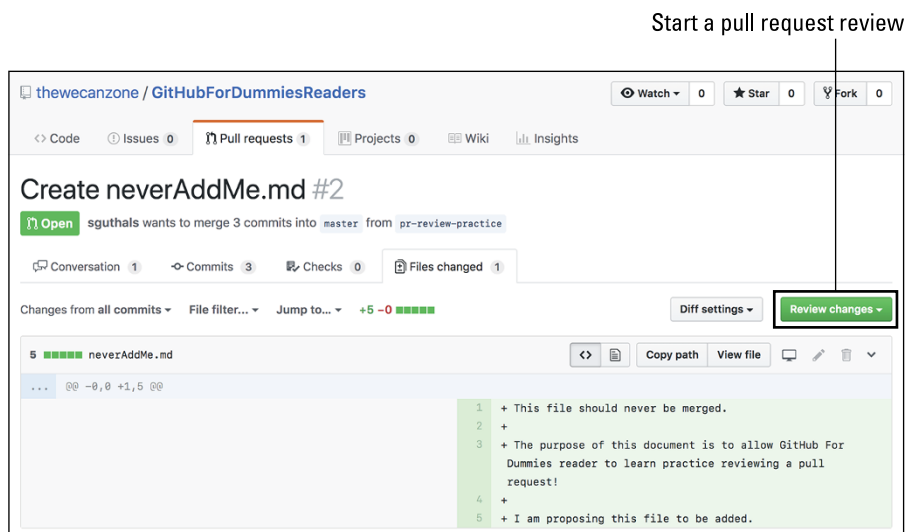 Start a pull request review
thewecanzone / GitHubForDummiesReaders
Watch 0 Star 0 Fork 0
Code Issues 0 Pull requests 1 Projects 0 Wiki Insights
Create neverAddMe.md #2
Open sguthals wants to merge 3 commits into master from pr-review-practice
Conversation 1 Commits 3 Checks 0 Files changed 1
Changes from all commits File filter... Jump to... +5 −0 Diff settings Review changes
5 neverAddMe.md <> Copy path View file
... @@ -0,0 +1,5 @@
1 + This file should never be merged.
2 +
3 + The purpose of this document is to allow GitHub For
Dummies reader to learn practice reviewing a pull
request!
4 +
5 + I am proposing this file to be added.